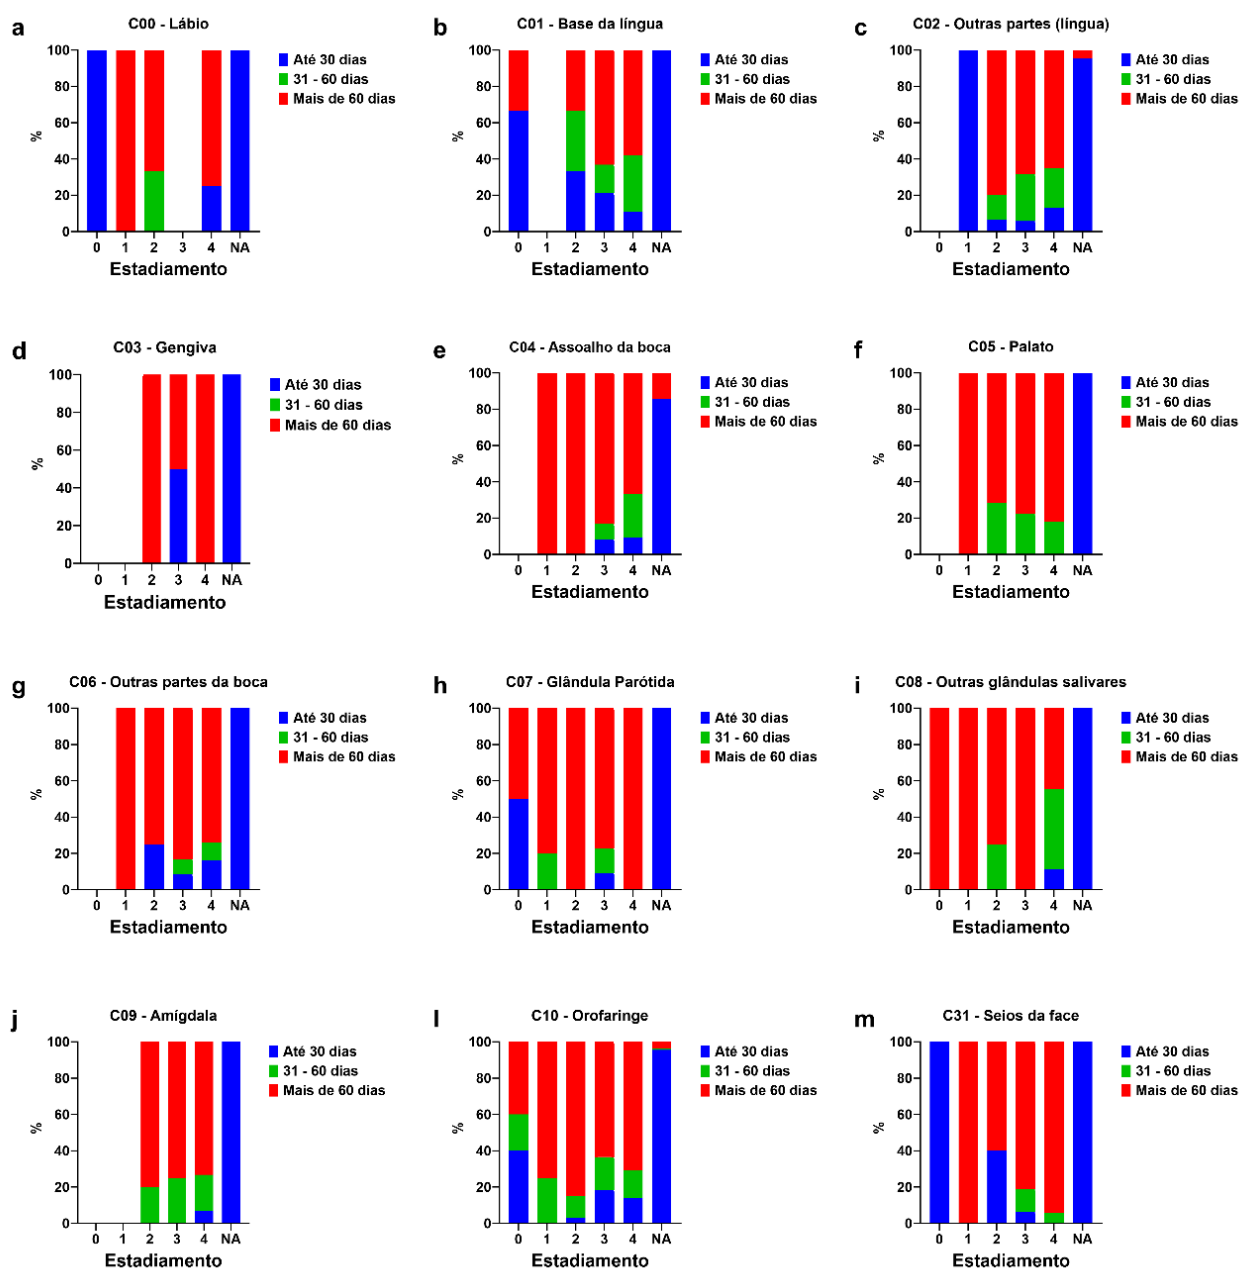 a
C00 - Lábio
100
80
60
40
20
0
%
0 1 2 3 4 NA
Estadiamento
Até 30 dias
31 - 60 dias
Mais de 60 dias
b
C01 - Base da língua
100
80
60
40
20
0
%
0 1 2 3 4 NA
Estadiamento
Até 30 dias
31 - 60 dias
Mais de 60 dias
c
C02 - Outras partes (língua)
100
80
60
40
20
0
%
0 1 2 3 4 NA
Estadiamento
Até 30 dias
31 - 60 dias
Mais de 60 dias
d
C03 - Gengiva
100
80
60
40
20
0
%
0 1 2 3 4 NA
Estadiamento
Até 30 dias
31 - 60 dias
Mais de 60 dias
e
C04 - Assoalho da boca
100
80
60
40
20
0
%
0 1 2 3 4 NA
Estadiamento
Até 30 dias
31 - 60 dias
Mais de 60 dias
f
C05 - Palato
100
80
60
40
20
0
%
0 1 2 3 4 NA
Estadiamento
Até 30 dias
31 - 60 dias
Mais de 60 dias
g
C06 - Outras partes da boca
100
80
60
40
20
0
%
0 1 2 3 4 NA
Estadiamento
Até 30 dias
31 - 60 dias
Mais de 60 dias
h
C07 - Glândula Parótida
100
80
60
40
20
0
%
0 1 2 3 4 NA
Estadiamento
Até 30 dias
31 - 60 dias
Mais de 60 dias
i
C08 - Outras glândulas salivares
100
80
60
40
20
0
%
0 1 2 3 4 NA
Estadiamento
Até 30 dias
31 - 60 dias
Mais de 60 dias
j
C09 - Amígdala
100
80
60
40
20
0
%
0 1 2 3 4 NA
Estadiamento
Até 30 dias
31 - 60 dias
Mais de 60 dias
l
C10 - Orofaringe
100
80
60
40
20
0
%
0 1 2 3 4 NA
Estadiamento
Até 30 dias
31 - 60 dias
Mais de 60 dias
m
C31 - Seios da face
100
80
60
40
20
0
%
0 1 2 3 4 NA
Estadiamento
Até 30 dias
31 - 60 dias
Mais de 60 dias